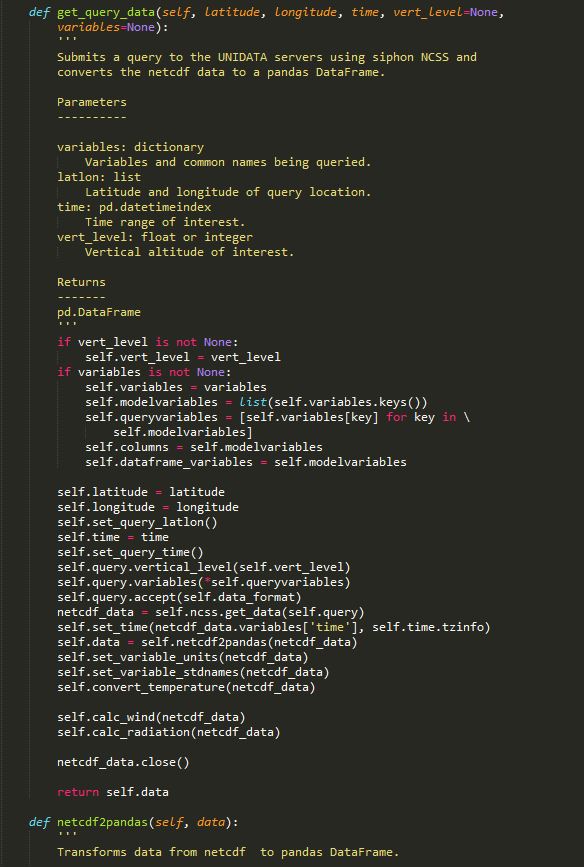 def get_query_data(self, latitude, longitude, time, vert_level=None,
variables=None):
'''
Submits a query to the UNIDATA servers using siphon NCSS and
converts the netcdf data to a pandas DataFrame.
Parameters
----------
variables: dictionary
Variables and common names being queried.
latlon: list
Latitude and longitude of query location.
time: pd.datetimeindex
Time range of interest.
vert_level: float or integer
Vertical altitude of interest.
Returns
-------
pd.DataFrame
'''
if vert_level is not None:
self.vert_level = vert_level
if variables is not None:
self.variables = variables
self.modelvariables = list(self.variables.keys())
self.queryvariables = [self.variables[key] for key in \
self.modelvariables]
self.columns = self.modelvariables
self.dataframe_variables = self.modelvariables
self.latitude = latitude
self.longitude = longitude
self.set_query_latlon()
self.time = time
self.set_query_time()
self.query.vertical_level(self.vert_level)
self.query.variables(*self.queryvariables)
self.query.accept(self.data_format)
netcdf_data = self.ncss.get_data(self.query)
self.set_time(netcdf_data.variables['time'], self.time.tzinfo)
self.data = self.netcdf2pandas(netcdf_data)
self.set_variable_units(netcdf_data)
self.set_variable_stdnames(netcdf_data)
self.convert_temperature(netcdf_data)
self.calc_wind(netcdf_data)
self.calc_radiation(netcdf_data)
netcdf_data.close()
return self.data
def netcdf2pandas(self, data):
'''
Transforms data from netcdf  to pandas DataFrame.